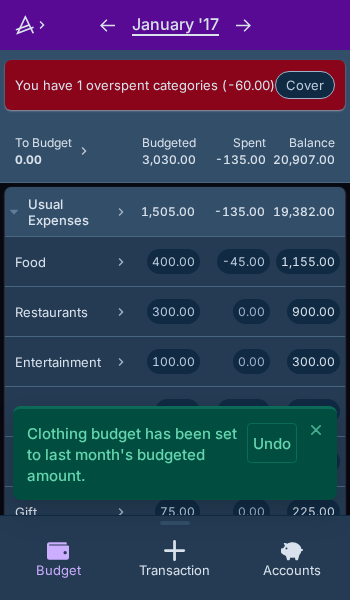 January '17
You have 1 overspent categories (-60.00)
Cover
To Budget Budgeted Spent Balance
0.00 3,030.00 -135.00 20,907.00
Usual Expenses 1,505.00 -135.00 19,382.00
Food 400.00 -45.00 1,155.00
Restaurants 300.00 0.00 900.00
Entertainment 100.00 0.00 300.00
Clothing budget has been set
to last month's budgeted
amount.
Undo
Gift 75.00 0.00 225.00
Budget Transaction Accounts